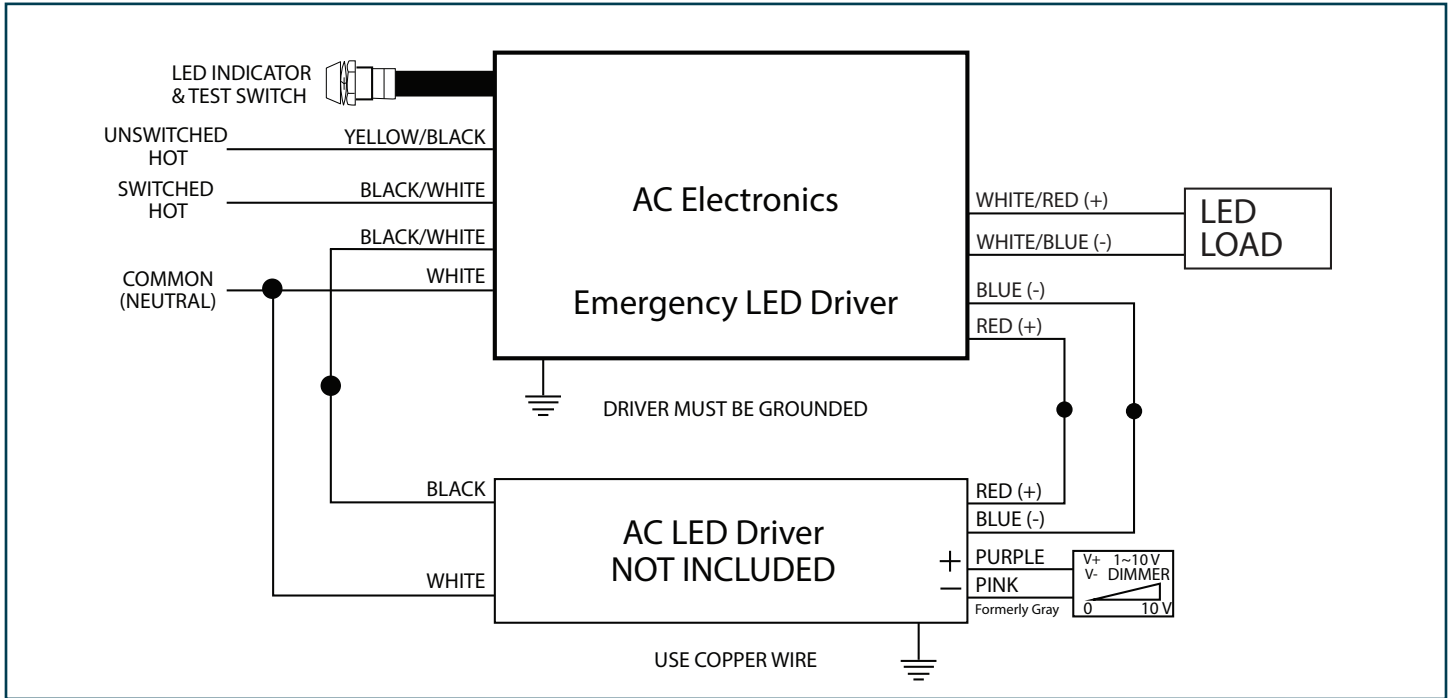 LED INDICATOR
& TEST SWITCH
UNSWITCHED
HOT
YELLOW/BLACK
SWITCHED
HOT
BLACK/WHITE
BLACK/WHITE
COMMON
(NEUTRAL)
WHITE
AC Electronics
Emergency LED Driver
WHITE/RED (+)
WHITE/BLUE (-)
LED
LOAD
BLUE (-)
RED (+)
DRIVER MUST BE GROUNDED
BLACK
WHITE
AC LED Driver
NOT INCLUDED
RED (+)
BLUE (-)
+ PURPLE
– PINK
Formerly Gray
V+ 1~10 V
V- DIMMER
0 10 V
USE COPPER WIRE